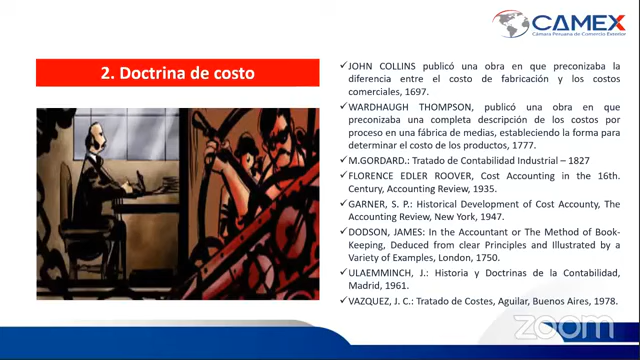 CAMEX
Cámara Peruana de Comercio Exterior
2. Doctrina de costo
✓JOHN COLLINS publicó una obra en que preconizaba la
diferencia entre el costo de fabricación y los costos
comerciales, 1697.
✓WARDHAUGH THOMPSON, publicó una obra en que
preconizaba una completa descripción de los costos por
proceso en una fábrica de medias, estableciendo la forma para
determinar el costo de los productos, 1777.
✓M.GORDARD.: Tratado de Contabilidad Industrial – 1827
✓FLORENCE EDLER ROOVER, Cost Accounting in the 16th.
Century, Accounting Review, 1935.
✓GARNER, S. P.: Historical Development of Cost Accounty, The
Accounting Review, New York, 1947.
✓DODSON, JAMES: In the Accountant or The Method of Book-
Keeping, Deduced from clear Principles and Illustrated by a
Variety of Examples, London, 1750.
✓ULAEMMINCH, J.: Historia y Doctrinas de la Contabilidad,
Madrid, 1961.
✓VAZQUEZ, J. C.: Tratado de Costes, Aguilar, Buenos Aires, 1978.
zoom